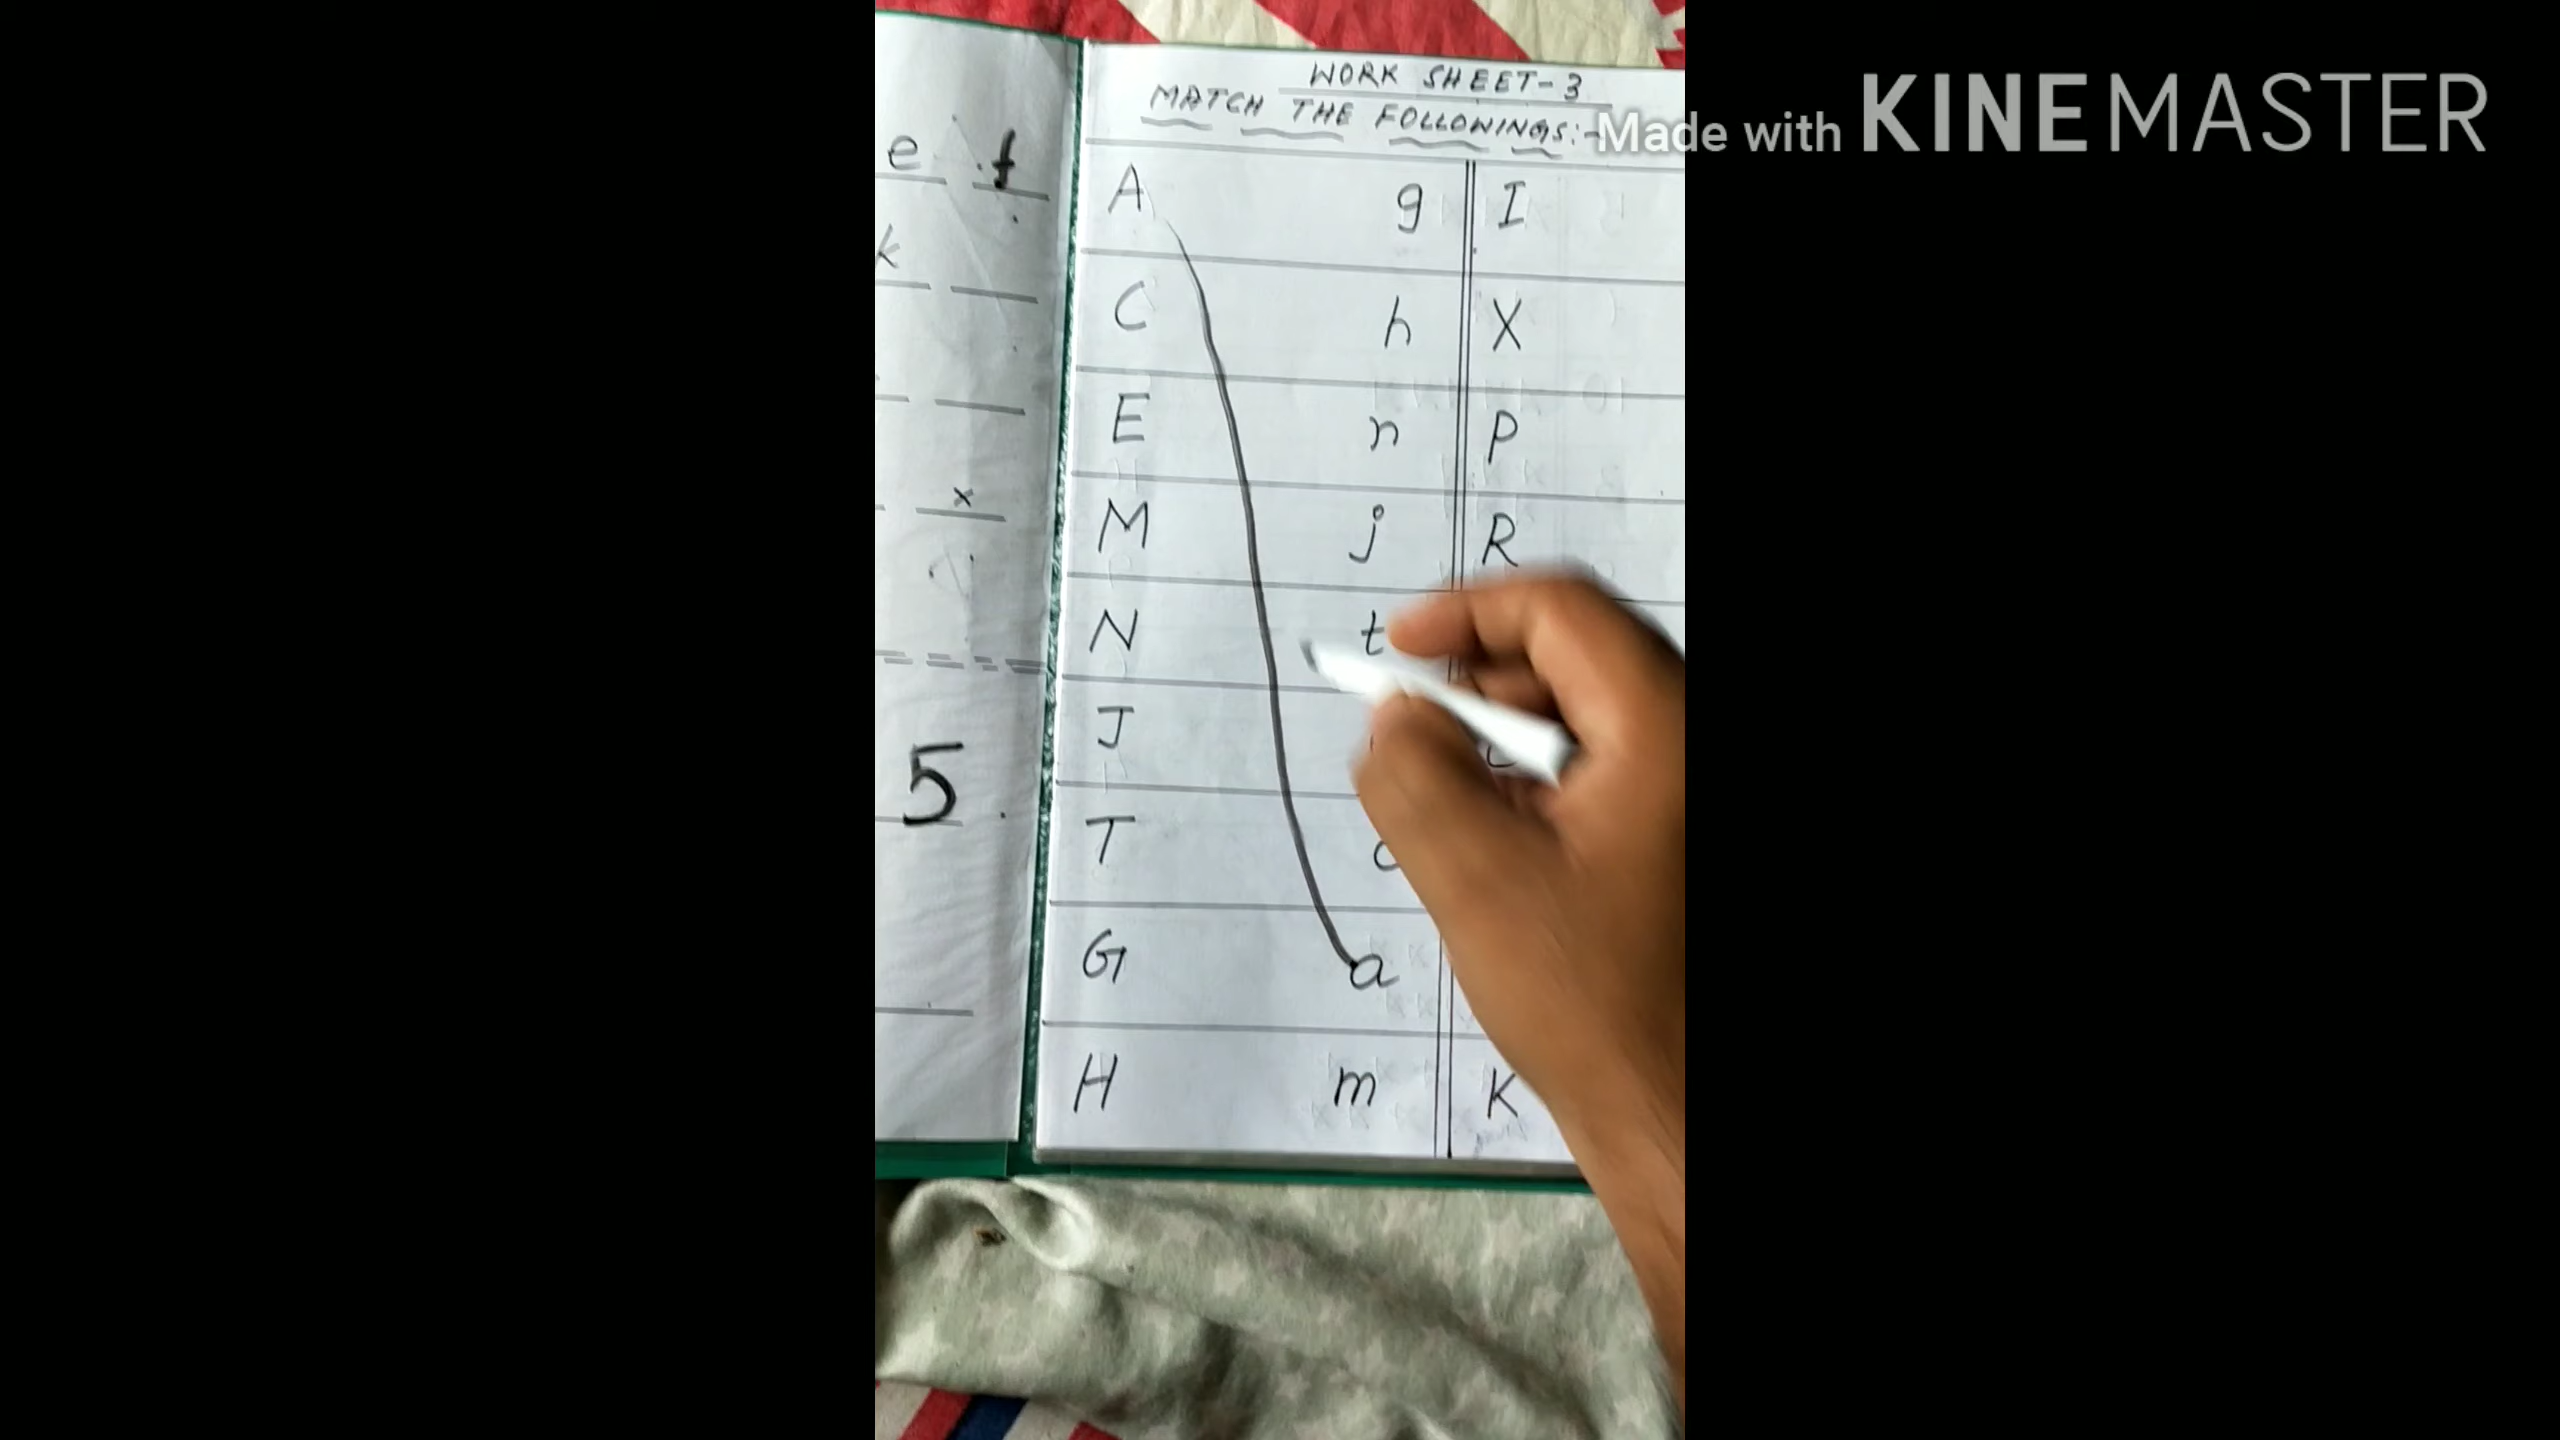 WORK SHEET-3
MATCH THE FOLLOWINGS:-
Made with KINEMASTER
e f
k
x
5
A g I
C h X
E n P
M j R
N t
J
T
G a
H m K